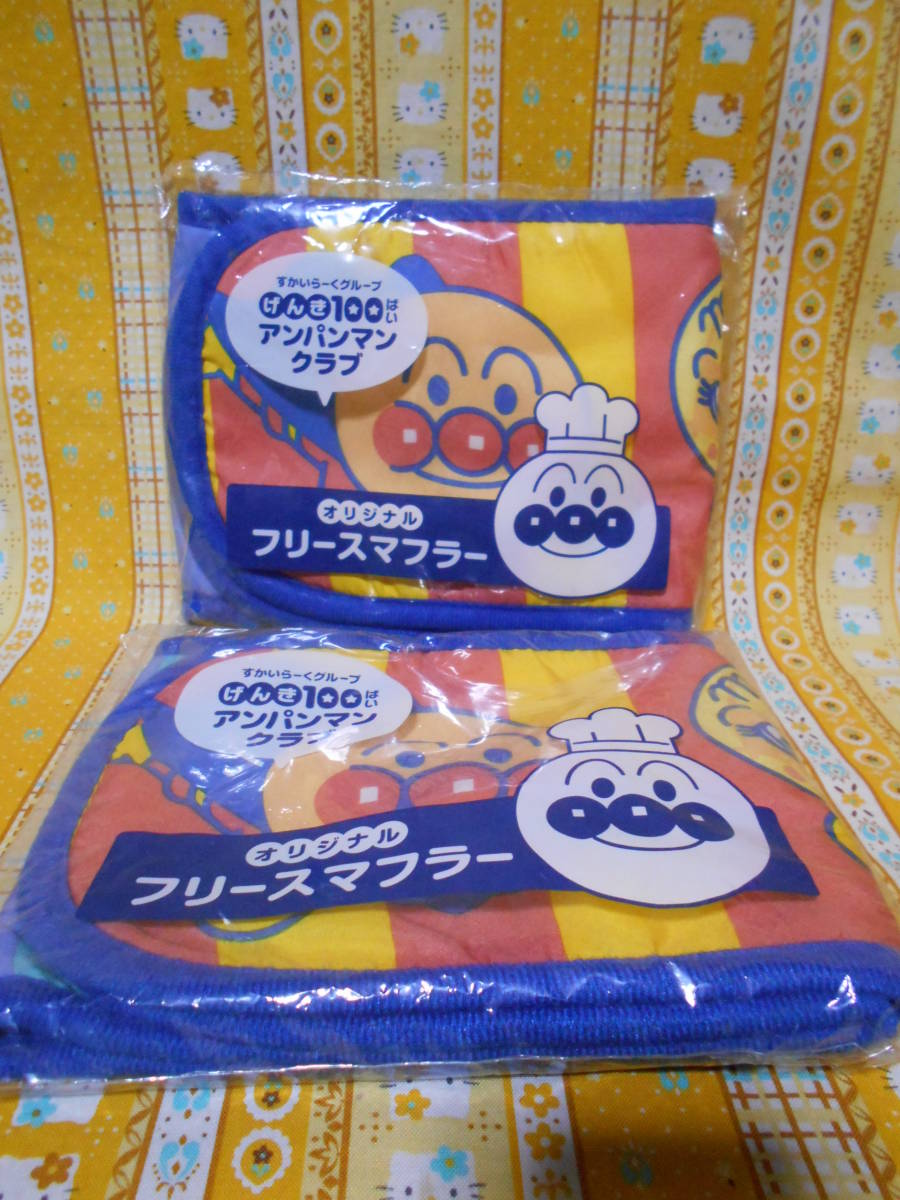 すかいらーくグループ
げんき100ぱい
アンパンマン
クラブ
オリジナル
フリースマフラー
すかいらーくグループ
げんき100ぱい
アンパンマン
クラブ
オリジナル
フリースマフラー